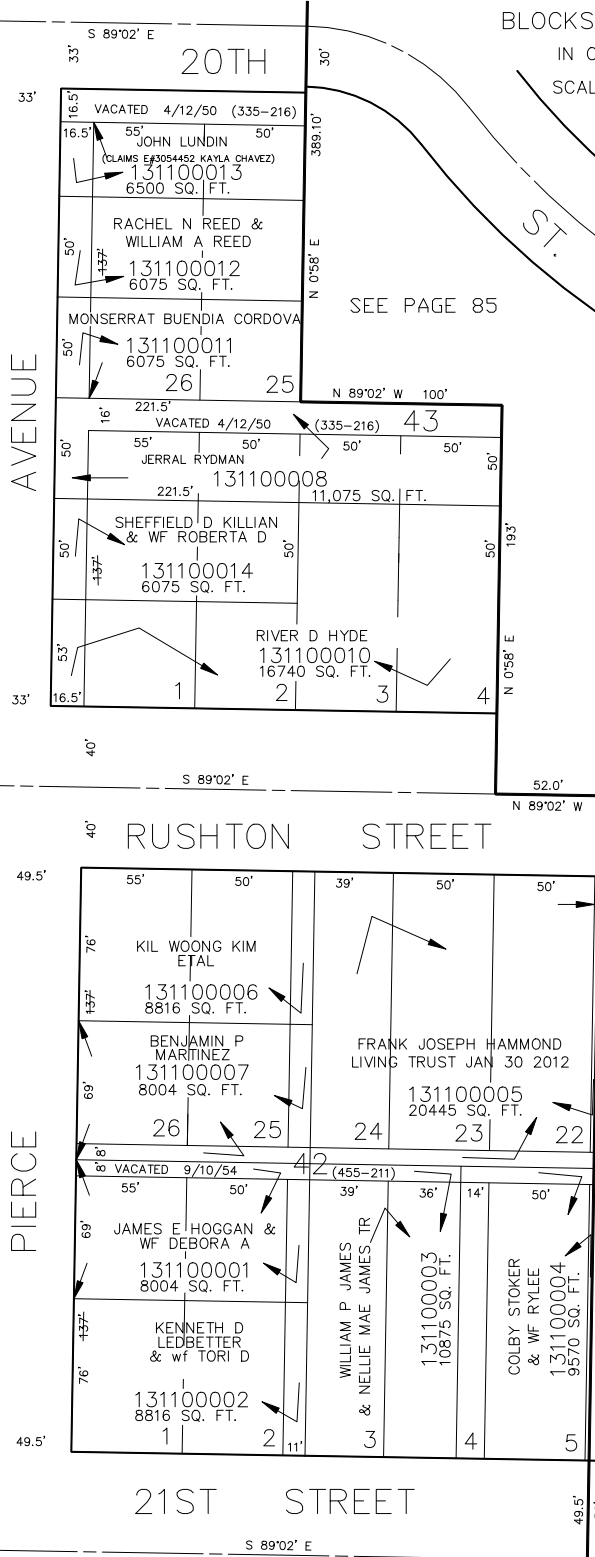 BLOCKS
S 89°02' E
IN
20TH
33'
30'
SCAL
33'
16.5'
VACATED 4/12/50 (335-216)
389.10'
16.5'
55'
50'
JOHN LUNDIN
(CLAIMS E#3054452 KAYLA CHAVEZ)
131100013
6500 SQ. FT.
ST.
RACHEL N REED &
WILLIAM A REED
50'
137'
131100012
6075 SQ. FT.
N 0°58' E
SEE PAGE 85
MONSERRAT BUENDIA CORDOVA
131100011
50'
6075 SQ. FT.
26
25
N 89°02' W 100'
AVENUE
221.5'
16'
VACATED 4/12/50 (335-216)
43
50'
55'
50'
50'
50'
50'
JERRAL RYDMAN
131100008
221.5'
11,075 SQ. FT.
SHEFFIELD D KILLIAN
& WF ROBERTA D
50'
50'
50'
193'
137'
131100014
6075 SQ. FT.
RIVER D HYDE
53'
131100010
16740 SQ. FT.
N 0°58' E
33'
16.5'
1
2
3
4
40'
S 89°02' E
52.0'
N 89°02' W
40'
RUSHTON STREET
49.5'
55'
50'
39'
50'
50'
76'
KIL WOONG KIM
ETAL
131100006
137'
8816 SQ. FT.
BENJAMIN P
MARTINEZ
FRANK JOSEPH HAMMOND
LIVING TRUST JAN 30 2012
131100007
8004 SQ. FT.
131100005
20445 SQ. FT.
69'
26
25
24
23
22
8'
8'
VACATED 9/10/54
42
(455-211)
PIERCE
55'
50'
39'
36'
14'
50'
69'
JAMES E HOGGAN &
WF DEBORA A
131100001
8004 SQ. FT.
WILLIAM P JAMES
& NELLIE MAE JAMES TR
131100003
10875 SQ. FT.
COLBY STOKER
& WF RYLEE
131100004
9570 SQ. FT.
137'
KENNETH D
LEDBETTER
& wf TORI D
76'
131100002
8816 SQ. FT.
49.5'
1
2
11'
3
4
5
21ST STREET
49.5'
S 89°02' E